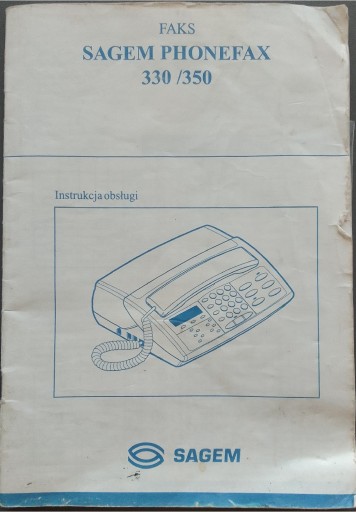 FAKS
SAGEM PHONEFAX
330 /350
Instrukcja obsługi
SAGEM